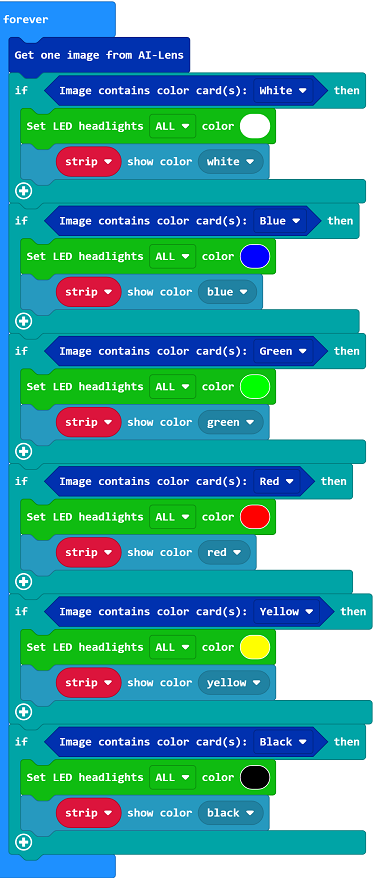 forever
Get one image from AI-Lens
if Image contains color card(s): White then
Set LED headlights ALL color
strip show color white
if Image contains color card(s): Blue then
Set LED headlights ALL color
strip show color blue
if Image contains color card(s): Green then
Set LED headlights ALL color
strip show color green
if Image contains color card(s): Red then
Set LED headlights ALL color
strip show color red
if Image contains color card(s): Yellow then
Set LED headlights ALL color
strip show color yellow
if Image contains color card(s): Black then
Set LED headlights ALL color
strip show color black